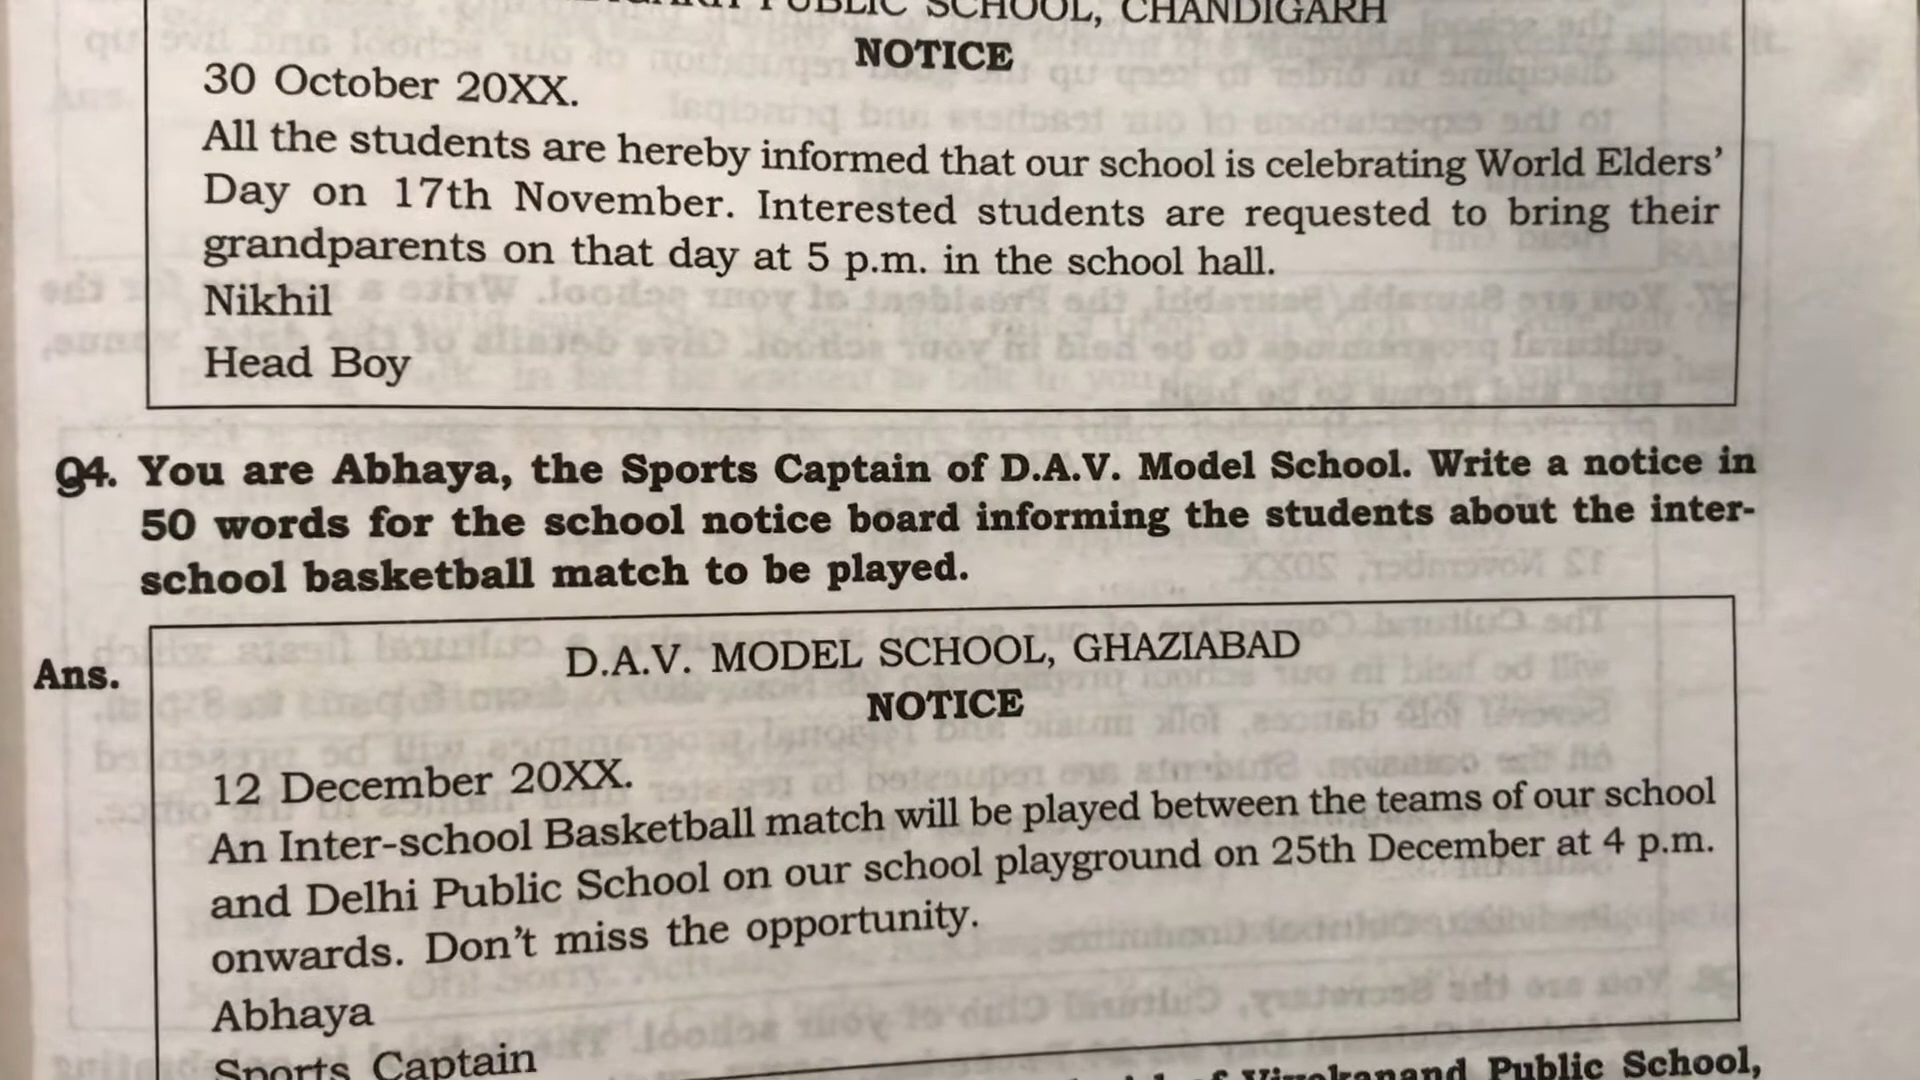 PUBLIC SCHOOL, CHANDIGARH
NOTICE
30 October 20XX.
All the students are hereby informed that our school is celebrating World Elders’
Day on 17th November. Interested students are requested to bring their
grandparents on that day at 5 p.m. in the school hall.
Nikhil
Head Boy
Q4. You are Abhaya, the Sports Captain of D.A.V. Model School. Write a notice in
50 words for the school notice board informing the students about the inter-
school basketball match to be played.
Ans.
D.A.V. MODEL SCHOOL, GHAZIABAD
NOTICE
12 December 20XX.
An Inter-school Basketball match will be played between the teams of our school
and Delhi Public School on our school playground on 25th December at 4 p.m.
onwards. Don’t miss the opportunity.
Abhaya
Sports Captain
of Vivekanand Public School,